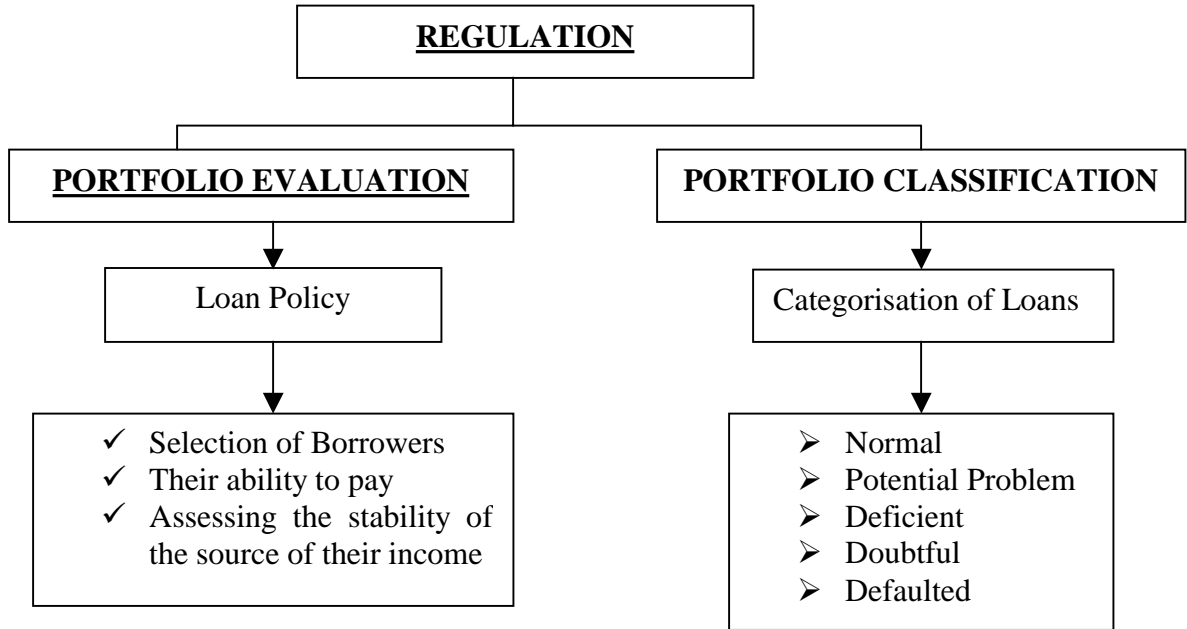 REGULATION
PORTFOLIO EVALUATION
PORTFOLIO CLASSIFICATION
Loan Policy
Categorisation of Loans
✓ Selection of Borrowers
✓ Their ability to pay
✓ Assessing the stability of
the source of their income
➢ Normal
➢ Potential Problem
➢ Deficient
➢ Doubtful
➢ Defaulted